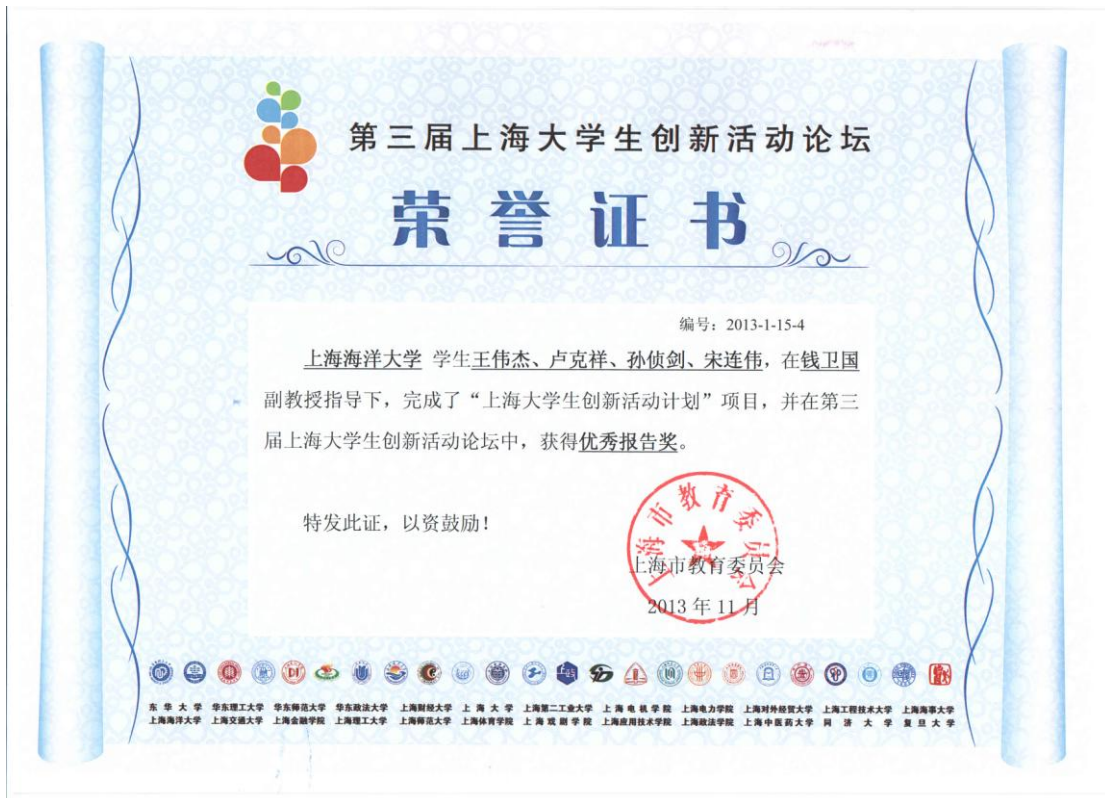 第三届上海大学生创新活动论坛
荣誉证书
编号：2013-1-15-4
上海海洋大学 学生王伟杰、卢克祥、孙侦剑、宋连伟，在钱卫国
副教授指导下，完成了“上海大学生创新活动计划”项目，并在第三
届上海大学生创新活动论坛中，获得优秀报告奖。
特发此证，以资鼓励！
上海市教育委员会
上海市教育委员会
2013 年 11 月
东华大学 华东理工大学 华东师范大学 华东政法大学 上海财经大学 上海大学 上海第二工业大学 上海电机学院 上海电力学院 上海对外经贸大学 上海工程技术大学 上海海事大学
上海海洋大学 上海交通大学 上海金融学院 上海理工大学 上海师范大学 上海体育学院 上海戏剧学院 上海应用技术学院 上海政法学院 上海中医药大学 同济大学 复旦大学